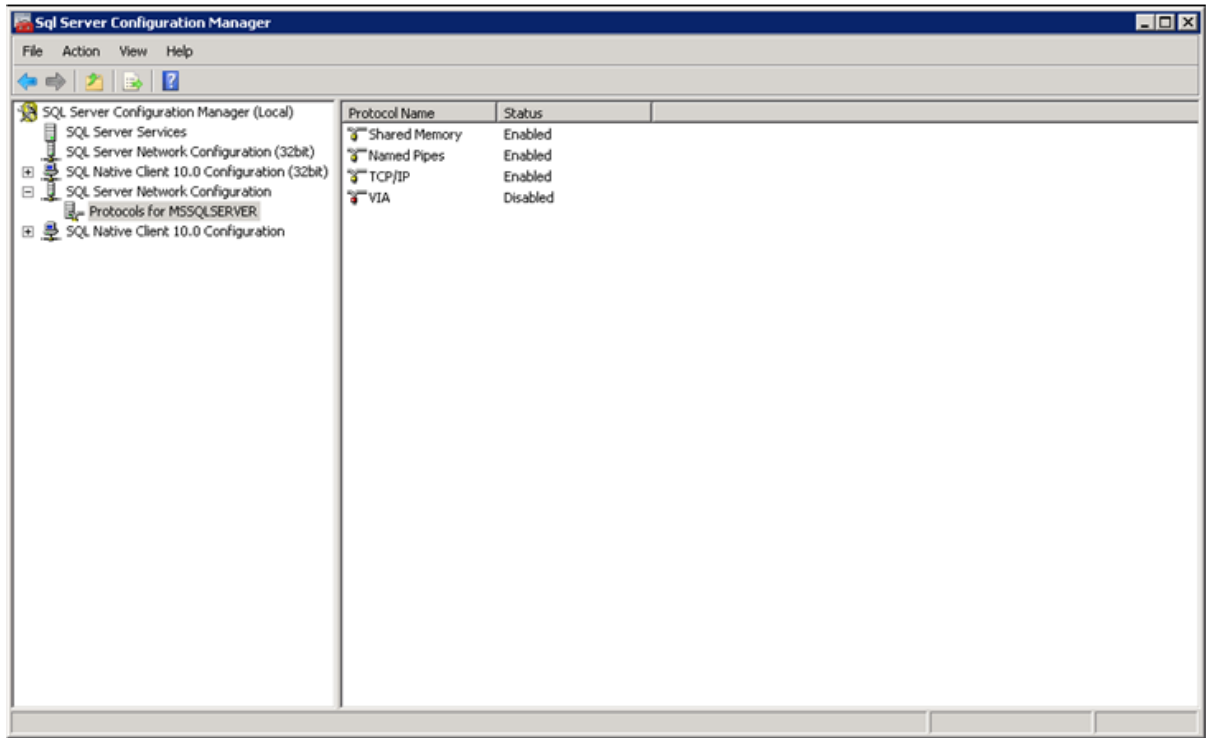 Sql Server Configuration Manager
File Action View Help
SQL Server Configuration Manager (Local)
SQL Server Services
SQL Server Network Configuration (32bit)
SQL Native Client 10.0 Configuration (32bit)
SQL Server Network Configuration
Protocols for MSSQLSERVER
SQL Native Client 10.0 Configuration
Protocol Name Status
Shared Memory Enabled
Named Pipes Enabled
TCP/IP Enabled
VIA Disabled